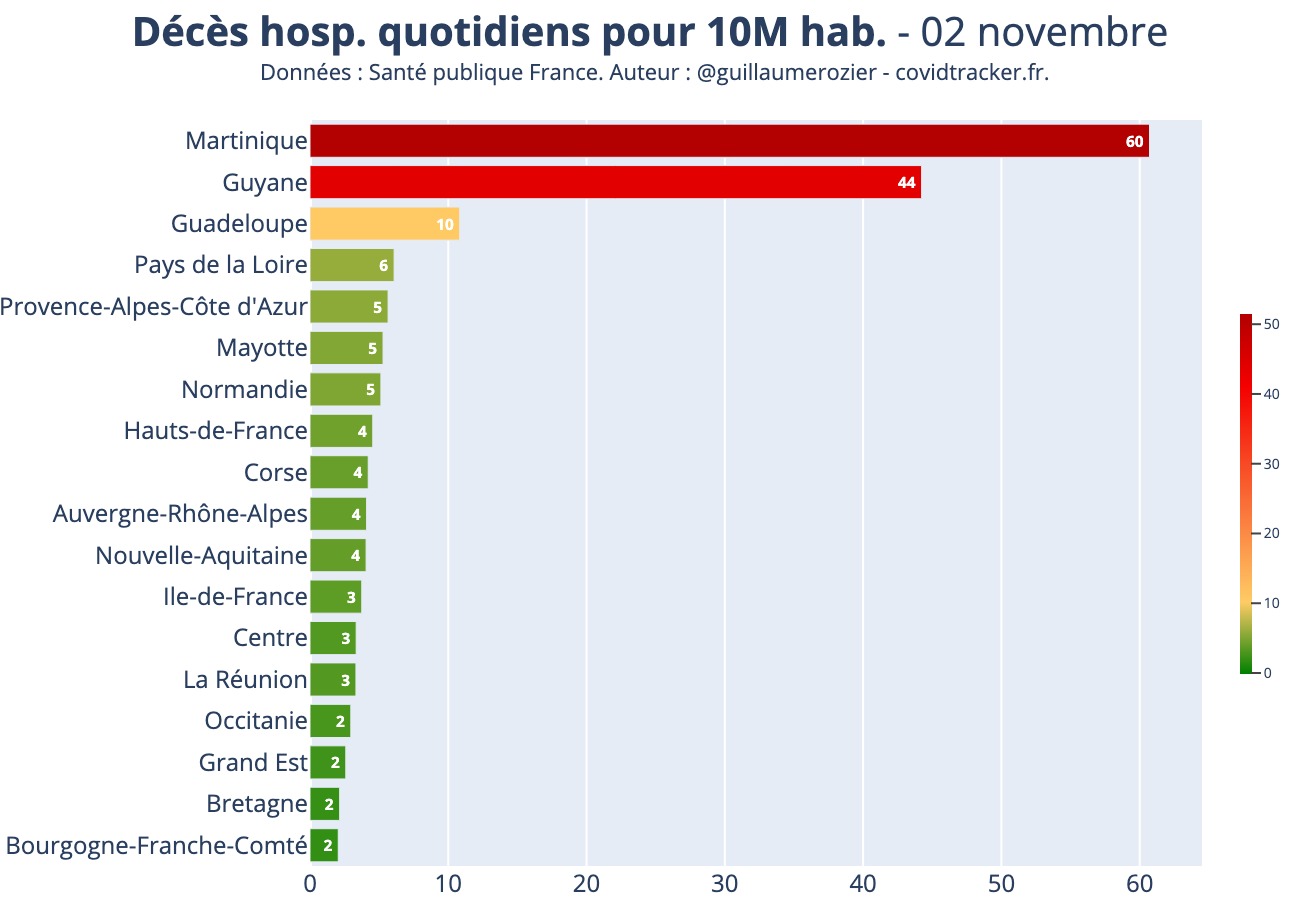 Décès hosp. quotidiens pour 10M hab. - 02 novembre
Données : Santé publique France. Auteur : @guillaumerozier - covidtracker.fr.
Martinique 60
Guyane 44
Guadeloupe 10
Pays de la Loire 6
Provence-Alpes-Côte d'Azur 5
Mayotte 5
Normandie 5
Hauts-de-France 4
Corse 4
Auvergne-Rhône-Alpes 4
Nouvelle-Aquitaine 4
Ile-de-France 3
Centre 3
La Réunion 3
Occitanie 2
Grand Est 2
Bretagne 2
Bourgogne-Franche-Comté 2
0 10 20 30 40 50 60
50
40
30
20
10
0